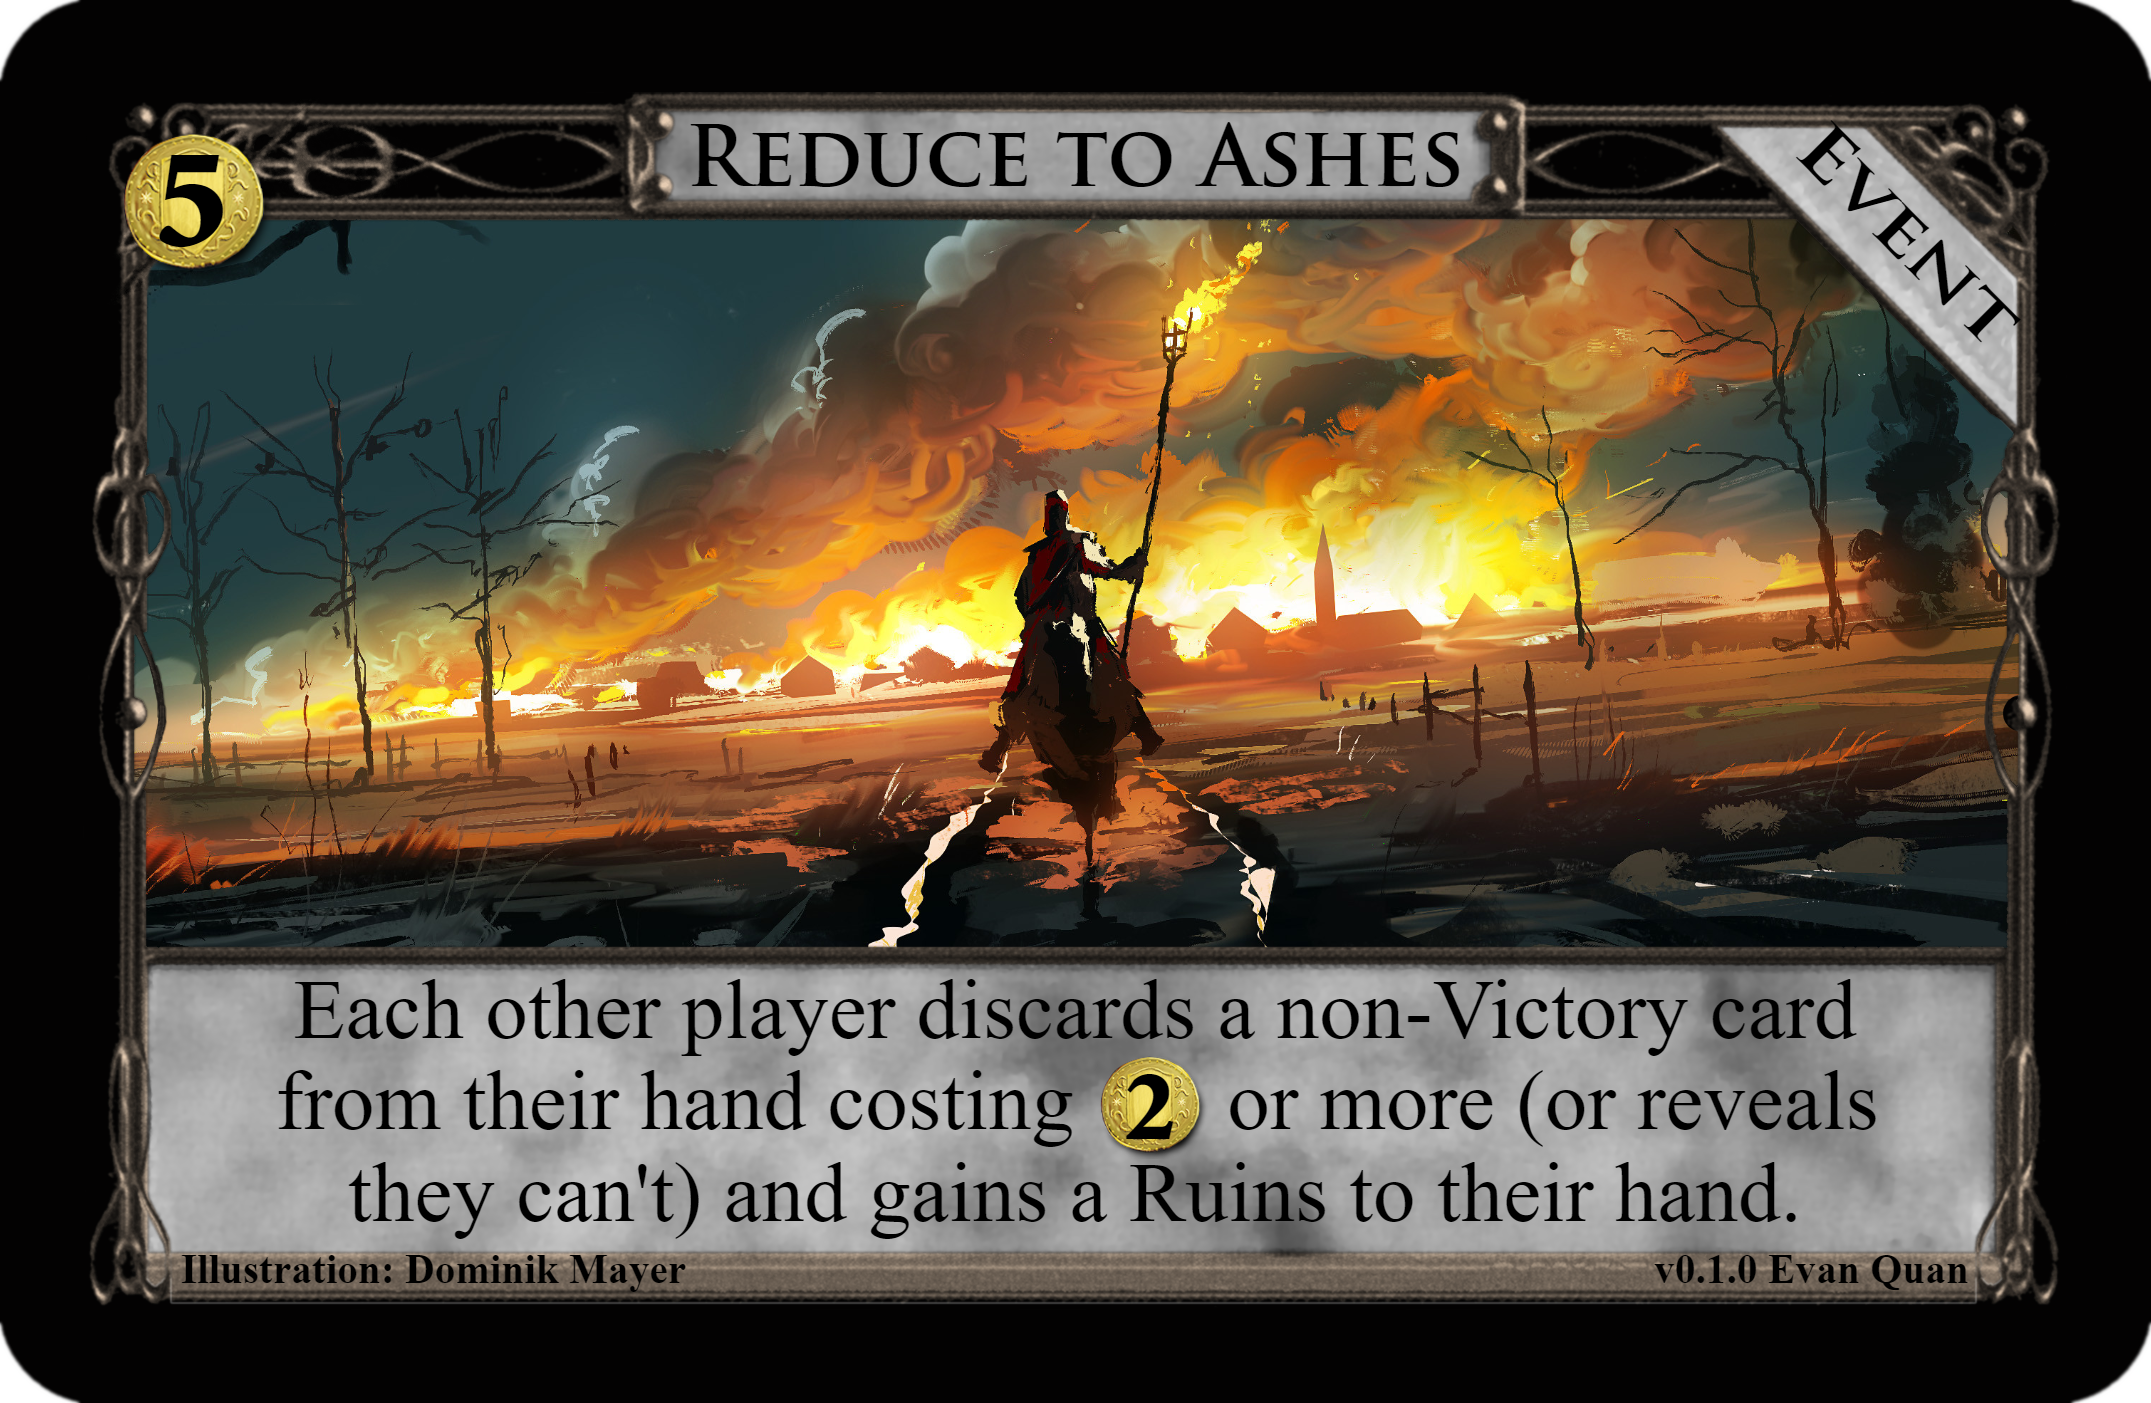 5
REDUCE TO ASHES
EVENT
Each other player discards a non-Victory card
from their hand costing 2 or more (or reveals
they can't) and gains a Ruins to their hand.
Illustration: Dominik Mayer
v0.1.0 Evan Quan